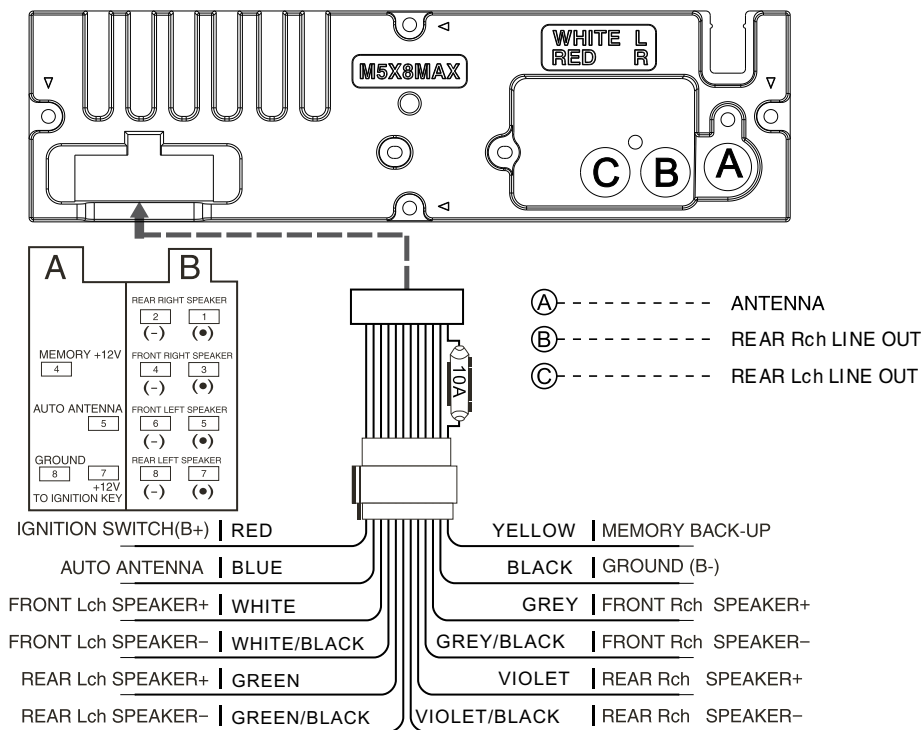 WHITE L
RED R
M5X8MAX
C B A
A B
REAR RIGHT SPEAKER
2 1
(-) (•)
MEMORY +12V
4
FRONT RIGHT SPEAKER
4 3
(-) (•)
AUTO ANTENNA
5
FRONT LEFT SPEAKER
6 5
(-) (•)
GROUND
8 7
+12V
TO IGNITION KEY
REAR LEFT SPEAKER
8 7
(-) (•)
10A
A ANTENNA
B REAR Rch LINE OUT
C REAR Lch LINE OUT
IGNITION SWITCH(B+) RED
AUTO ANTENNA BLUE
FRONT Lch SPEAKER+ WHITE
FRONT Lch SPEAKER- WHITE/BLACK
REAR Lch SPEAKER+ GREEN
REAR Lch SPEAKER- GREEN/BLACK
YELLOW MEMORY BACK-UP
BLACK GROUND (B-)
GREY FRONT Rch SPEAKER+
GREY/BLACK FRONT Rch SPEAKER-
VIOLET REAR Rch SPEAKER+
VIOLET/BLACK REAR Rch SPEAKER-